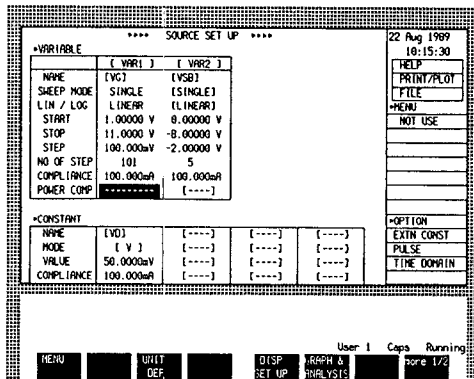 ▸▸▸▸ SOURCE SET UP ▸▸▸▸
22 Aug 1989
10:15:30
HELP
PRINT/PLOT
FILE
*MENU
NOT USE
*VARIABLE
[ VAR1 ] [ VAR2 ]
NAME [VG] [VSB]
SWEEP MODE SINGLE [SINGLE]
LIN / LOG LINEAR [LINEAR]
START 1.00000 V 0.00000 V
STOP 11.0000 V -8.00000 V
STEP 100.000mV -2.00000 V
NO OF STEP 101 5
COMPLIANCE 100.000mA 100.000mA
POWER COMP --------- [----]
*CONSTANT
NAME [VD] [----] [----] [----]
MODE [ V ] [----] [----] [----]
VALUE 50.0000mV [----] [----] [----]
COMPLIANCE 100.000mA [----] [----] [----]
*OPTION
EXTN CONST
PULSE
TIME DOMAIN
User 1 Caps Running
MENU UNIT DISP GRAPH & more 1/2
DEF, SET UP ANALYSIS